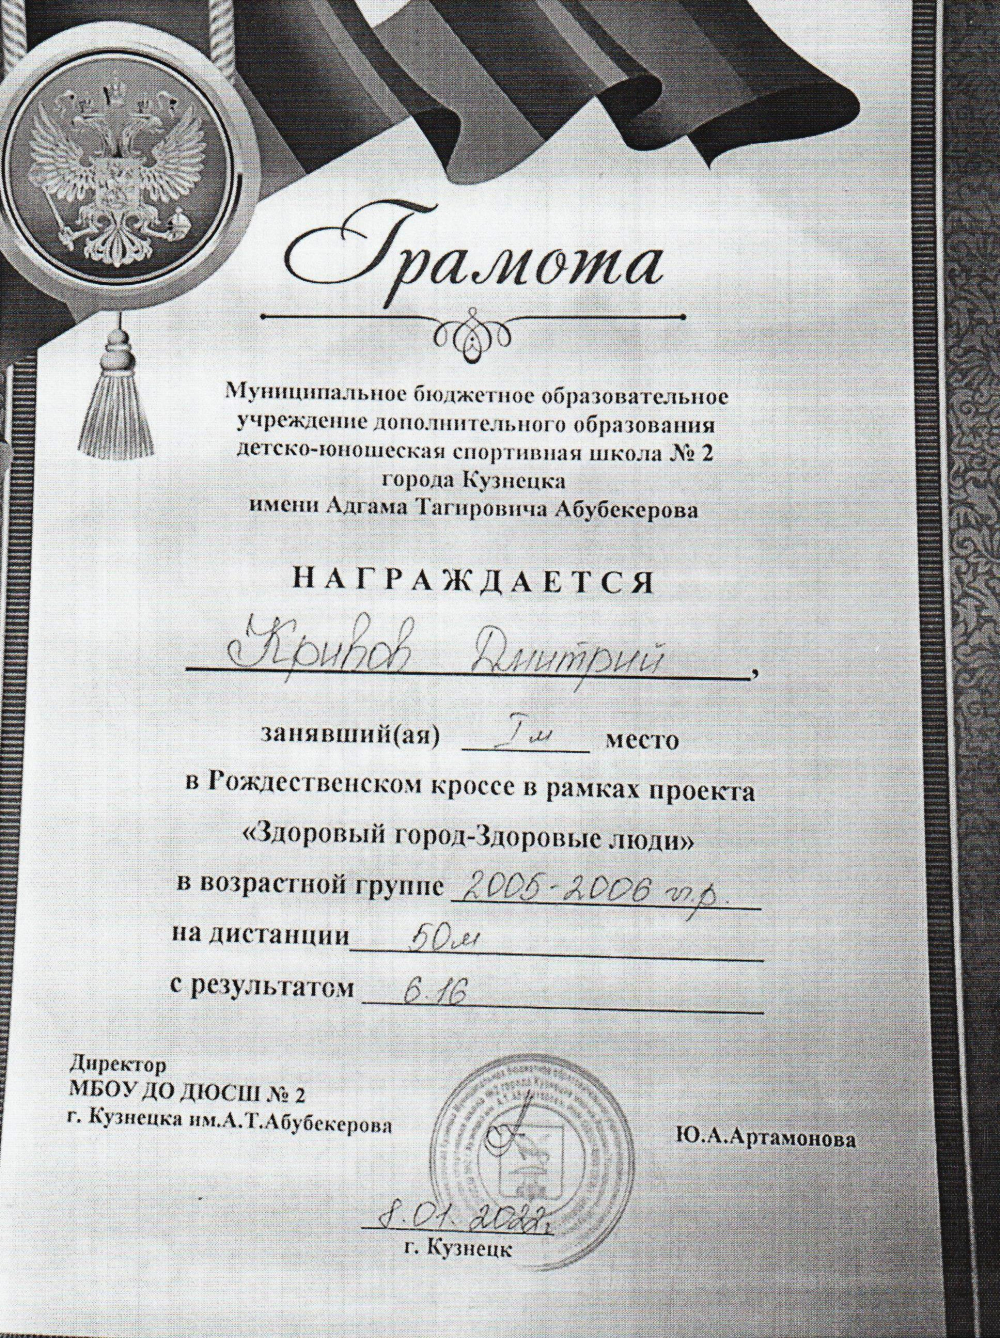 Грамота
Муниципальное бюджетное образовательное
учреждение дополнительного образования
детско-юношеская спортивная школа № 2
города Кузнецка
имени Адгама Тагировича Абубекерова
НАГРАЖДАЕТСЯ
Кривов Дмитрий,
занявший(ая) I м место
в Рождественском кроссе в рамках проекта
«Здоровый город-Здоровые люди»
в возрастной группе 2005-2006 г.р.
на дистанции 50м
с результатом 6.16
Директор
МБОУ ДО ДЮСШ № 2
г. Кузнецка им.А.Т.Абубекерова
Ю.А.Артамонова
8.01.2022г
г. Кузнецк